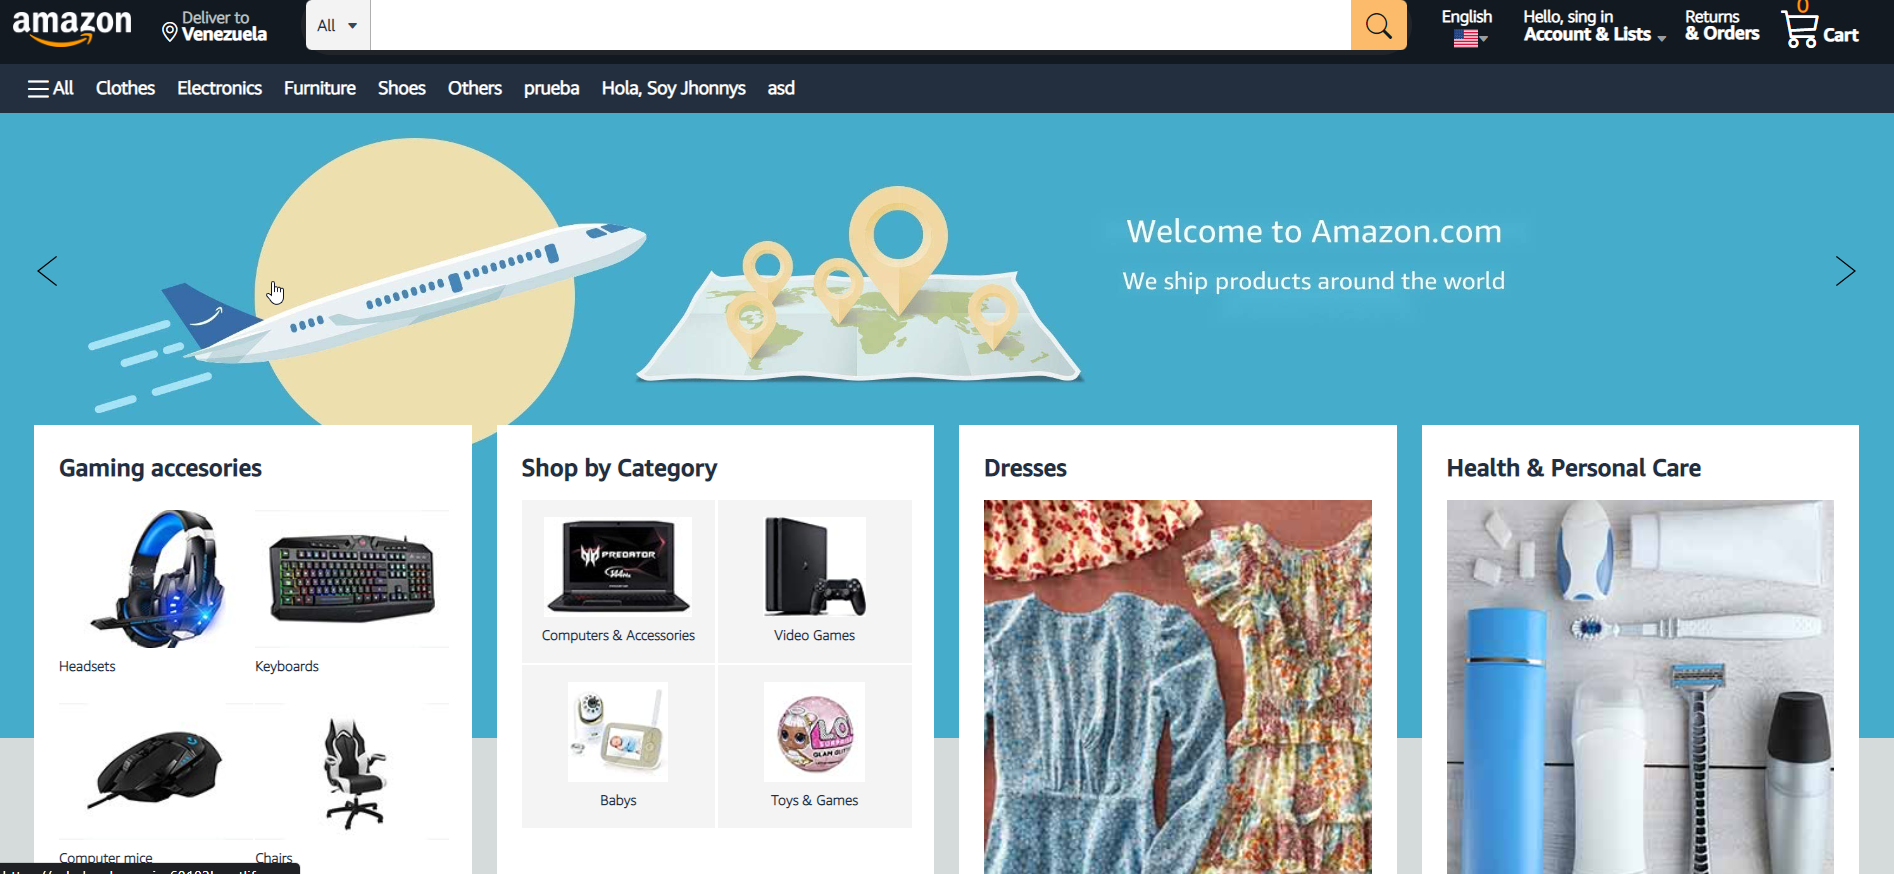 amazon
Deliver to
Venezuela
All
English
Hello, sing in
Account & Lists
Returns
& Orders
0
Cart
All Clothes Electronics Furniture Shoes Others prueba Hola, Soy Jhonnys asd
Welcome to Amazon.com
We ship products around the world
Gaming accesories
Headsets
Keyboards
Computer mice
Chairs
Shop by Category
PREDATOR
144Hz
Computers & Accessories
Video Games
L.O.L
SURPRISE
Babys
Toys & Games
Dresses
Health & Personal Care